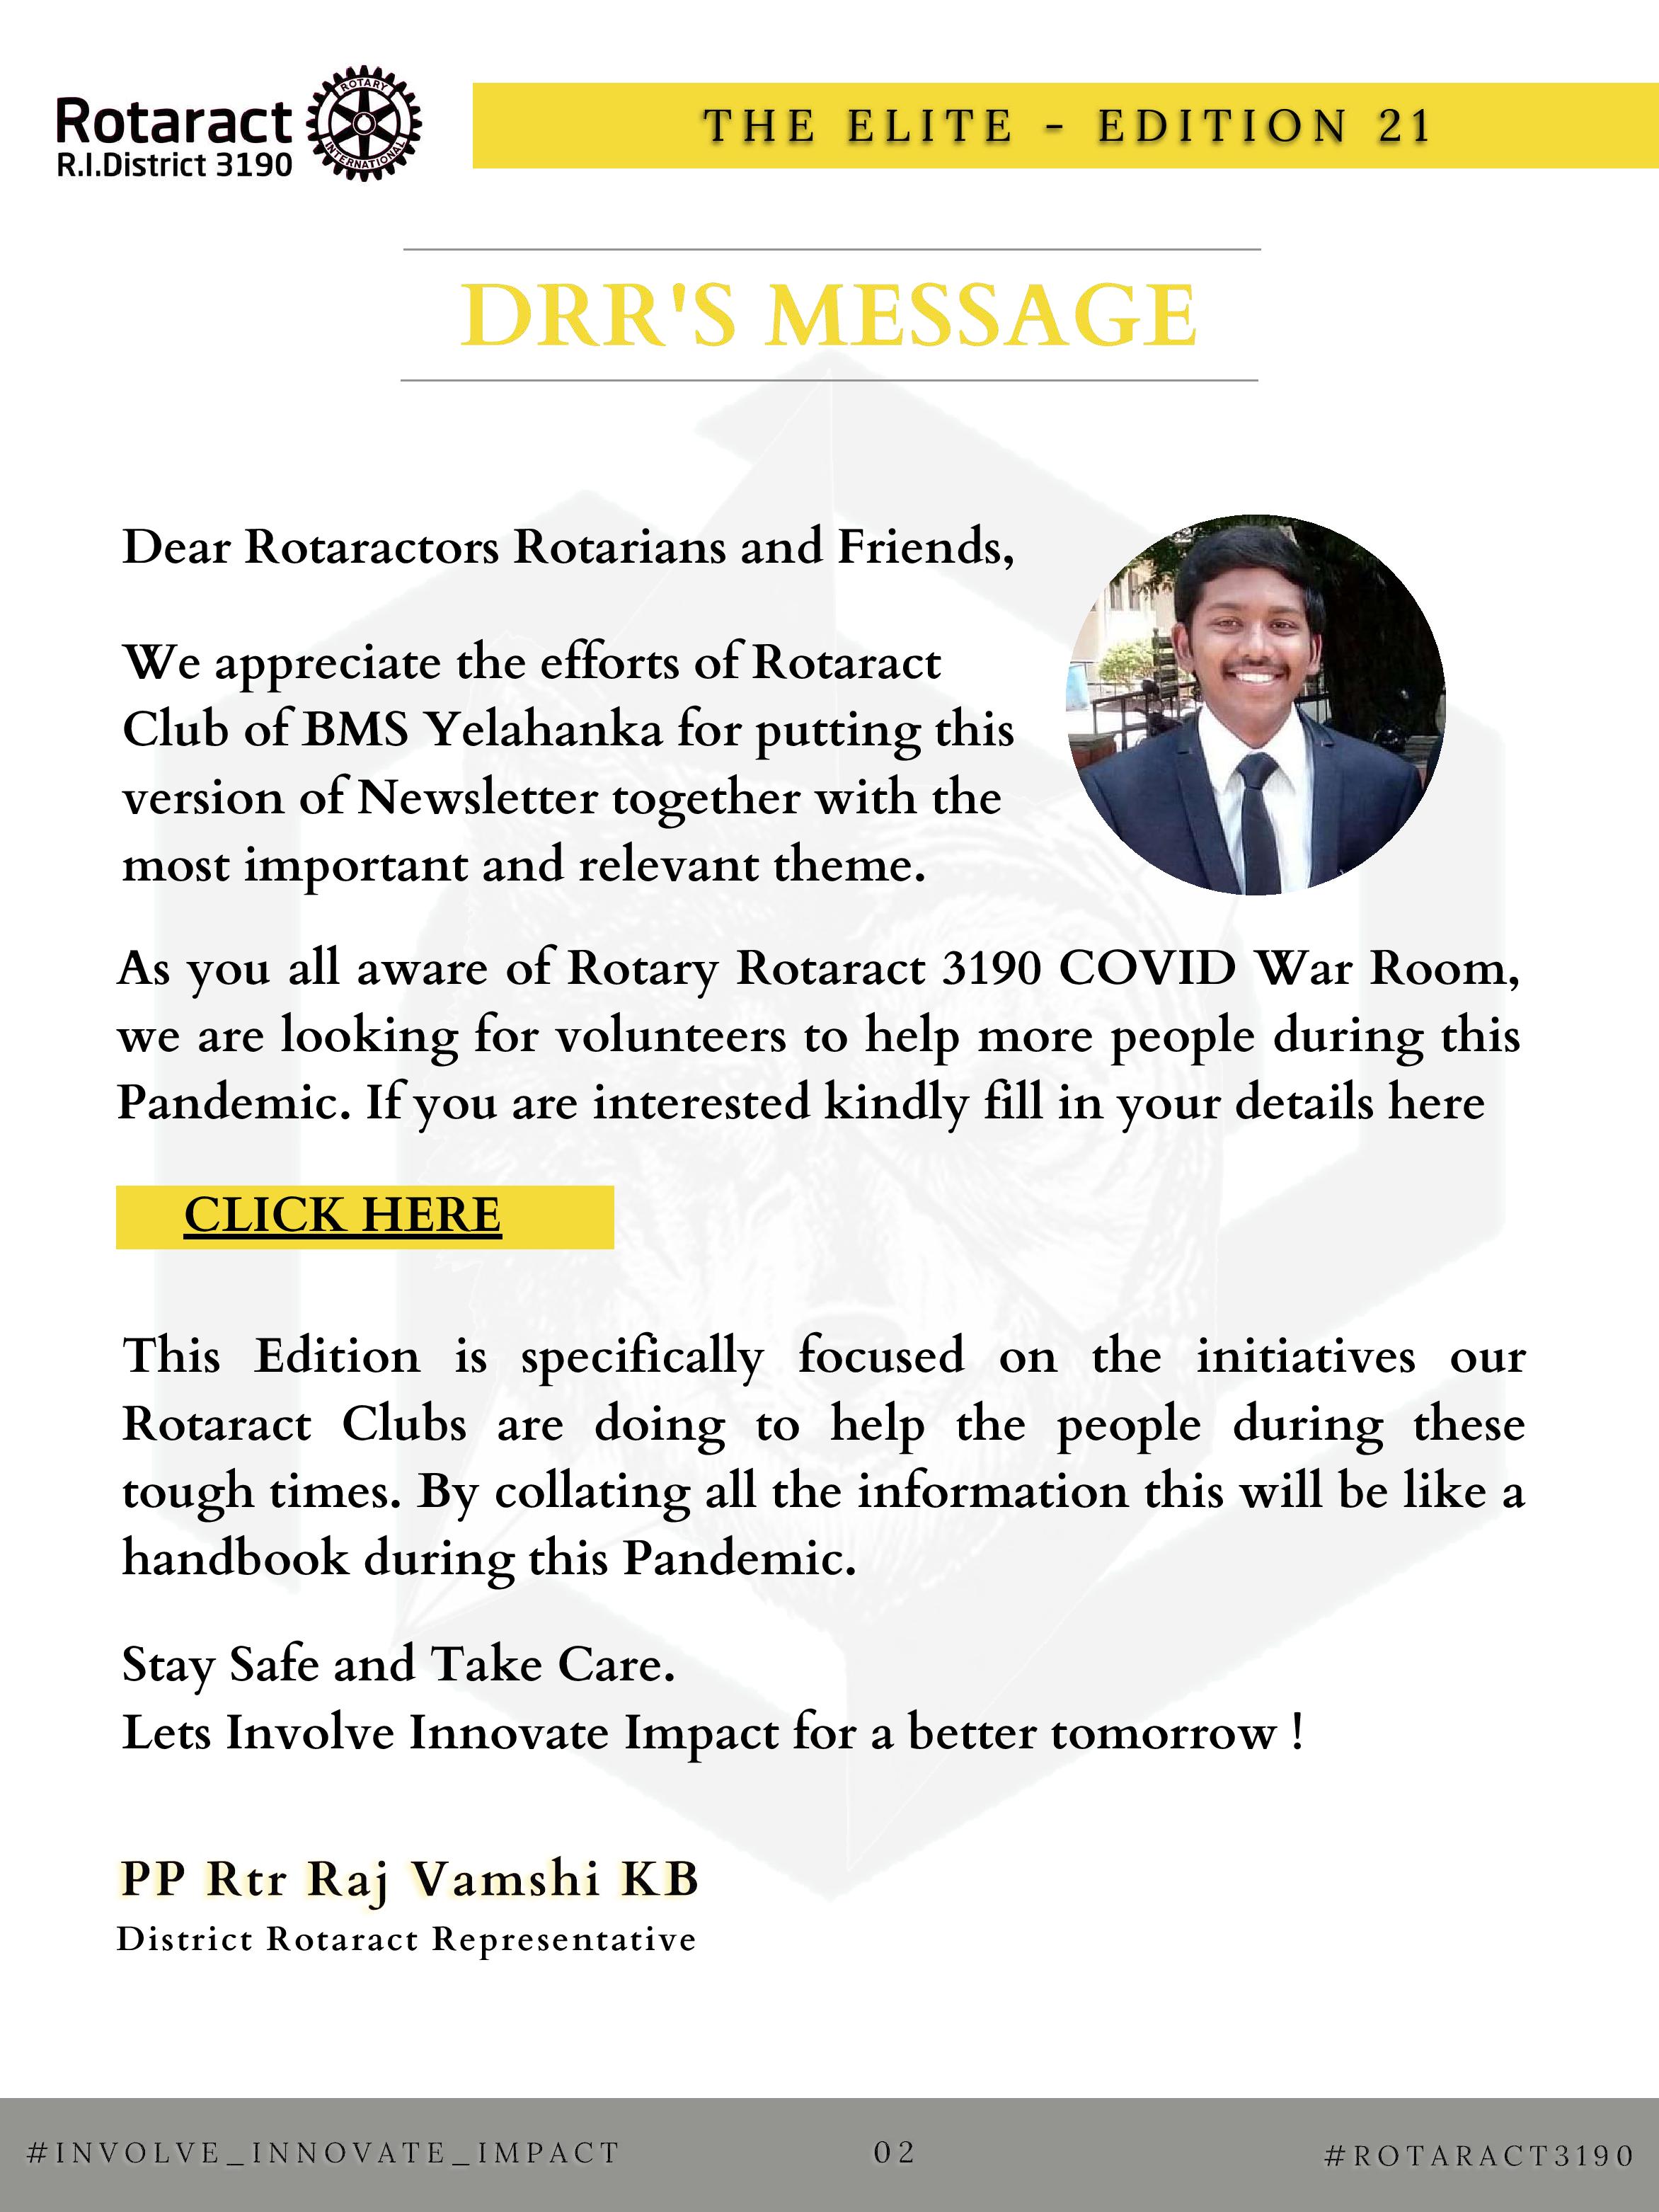 Rotaract
R.I.District 3190
ROTARY
INTERNATIONAL
THE ELITE - EDITION 21
DRR'S MESSAGE
Dear Rotaractors Rotarians and Friends,
We appreciate the efforts of Rotaract
Club of BMS Yelahanka for putting this
version of Newsletter together with the
most important and relevant theme.
As you all aware of Rotary Rotaract 3190 COVID War Room,
we are looking for volunteers to help more people during this
Pandemic. If you are interested kindly fill in your details here
CLICK HERE
This Edition is specifically focused on the initiatives our
Rotaract Clubs are doing to help the people during these
tough times. By collating all the information this will be like a
handbook during this Pandemic.
Stay Safe and Take Care.
Lets Involve Innovate Impact for a better tomorrow !
PP Rtr Raj Vamshi KB
District Rotaract Representative
#INVOLVE_INNOVATE_IMPACT
02
#ROTARACT3190